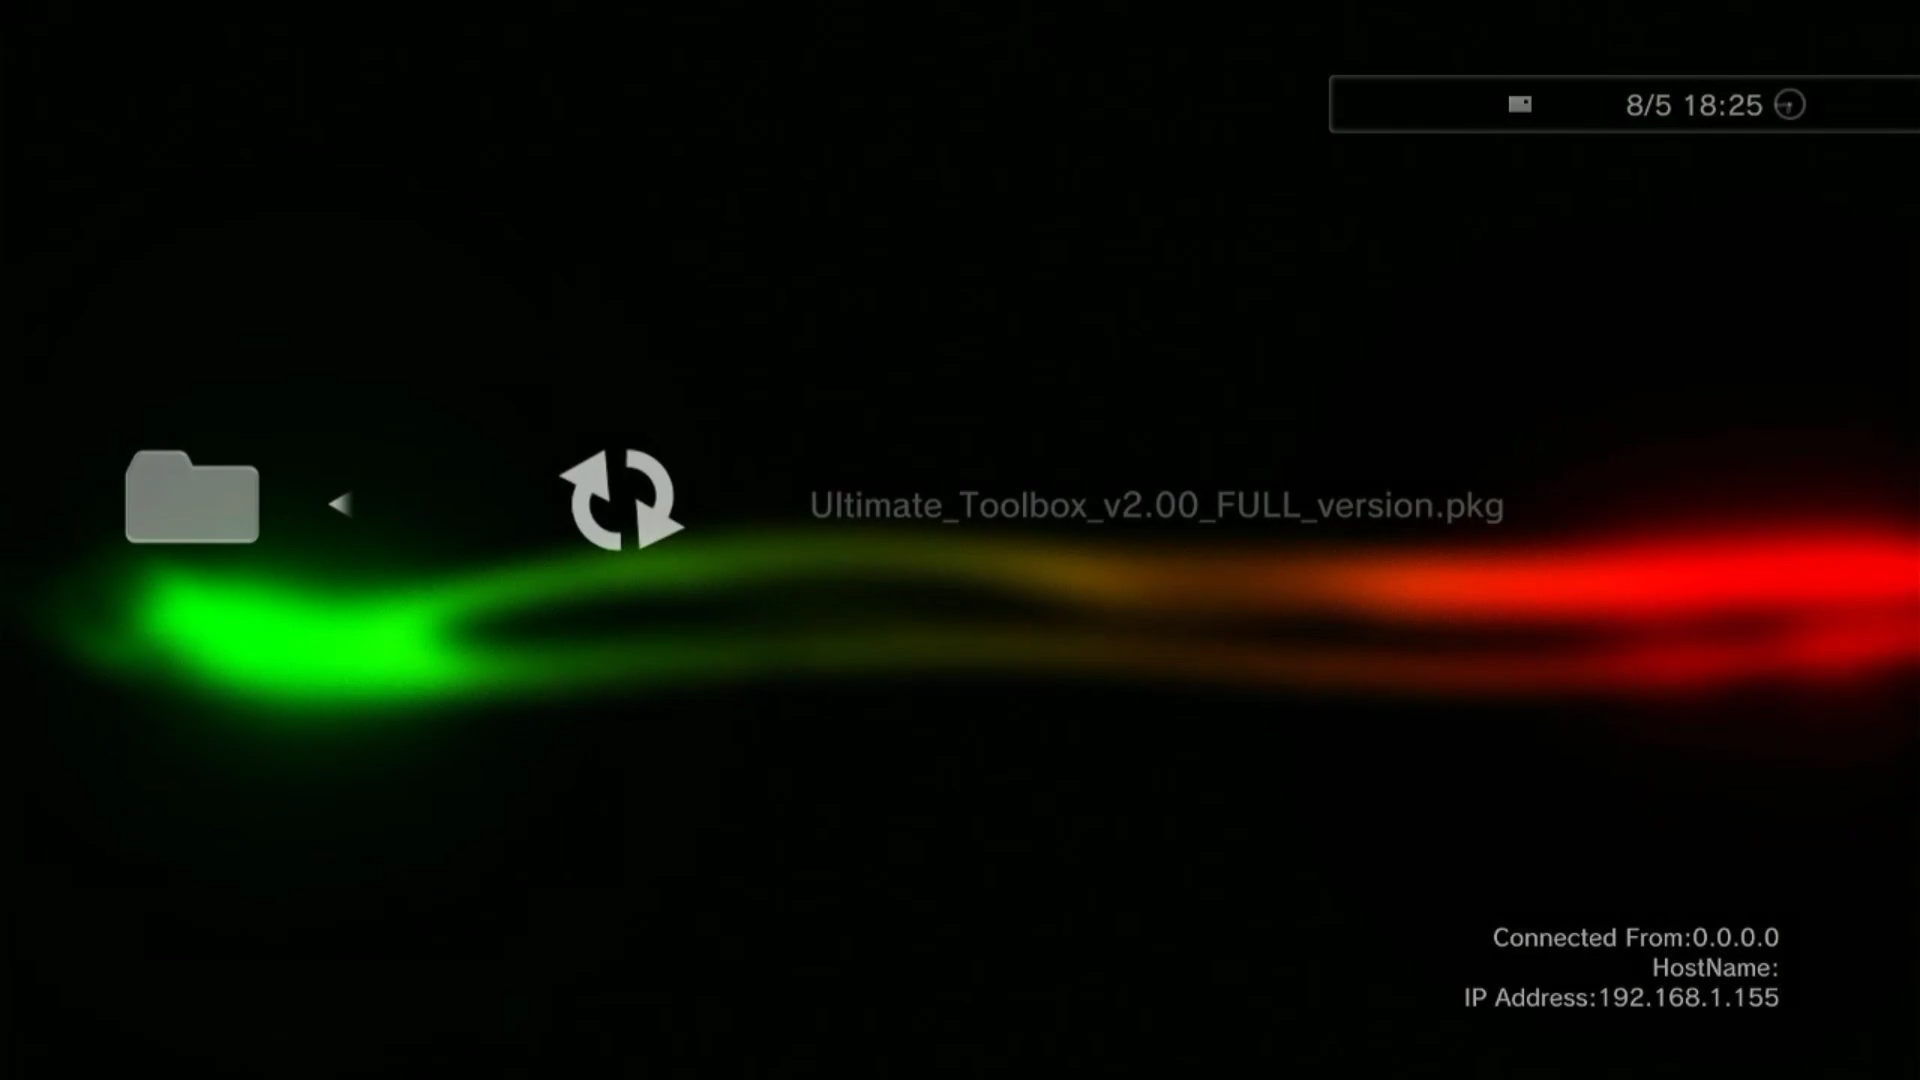 8/5 18:25
Ultimate_Toolbox_v2.00_FULL_version.pkg
Connected From:0.0.0.0
HostName:
IP Address:192.168.1.155